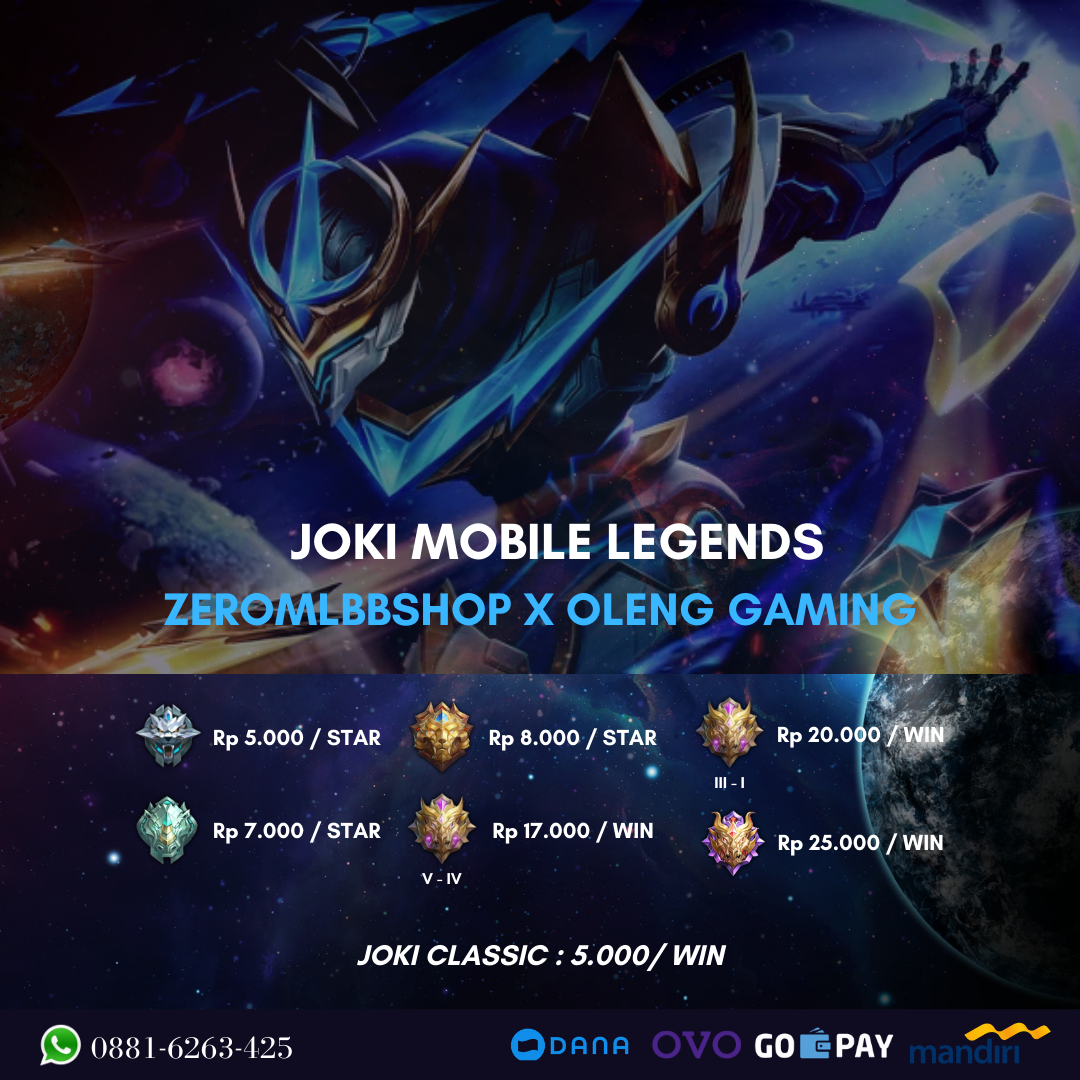 JOKI MOBILE LEGENDS
ZEROMLBBSHOP X OLENG GAMING
Rp 5.000 / STAR
Rp 8.000 / STAR
Rp 20.000 / WIN
III - I
Rp 7.000 / STAR
Rp 17.000 / WIN
V - IV
Rp 25.000 / WIN
JOKI CLASSIC : 5.000/ WIN
0881-6263-425
DANA
OVO
GO PAY
mandiri